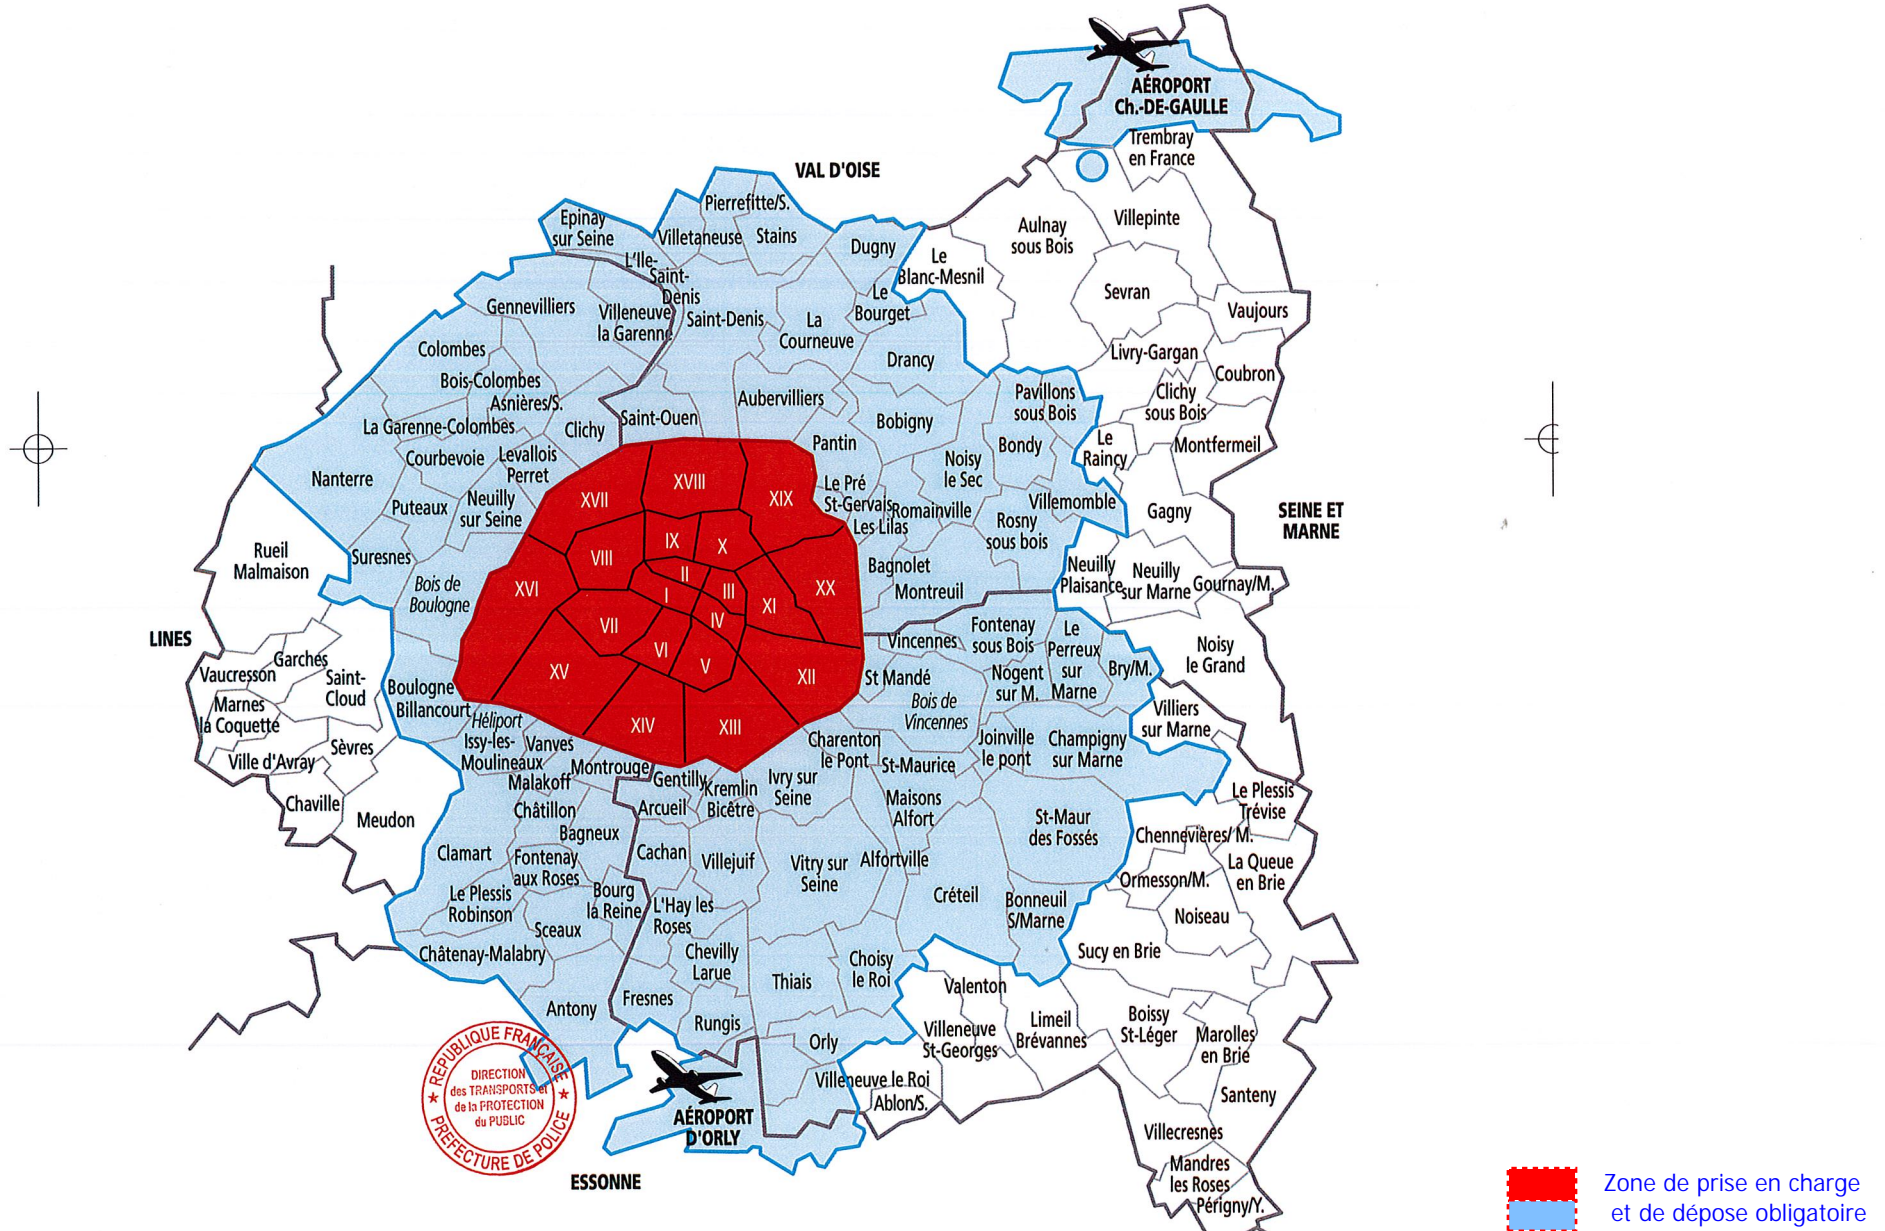 AÉROPORT
Ch.-DE-GAULLE
Trembray
en France
VAL D'OISE
Pierrefitte/S.
Epinay
sur Seine
Villetaneuse
Stains
Dugny
Aulnay
sous Bois
Villepinte
L'Ile-
Saint-
Denis
Le
Blanc-Mesnil
Sevran
Vaujours
Gennevilliers
Villeneuve
la Garenne
Saint-Denis
La
Courneuve
Le
Bourget
Drancy
Livry-Gargan
Coubron
Colombes
Bois-Colombes
Asnières/S.
La Garenne-Colombes
Clichy
Saint-Ouen
Aubervilliers
Bobigny
Pavillons
sous Bois
Clichy
sous Bois
Montfermeil
Le
Raincy
Bondy
Pantin
Courbevoie
Levallois
Perret
Nanterre
Puteaux
Neuilly
sur Seine
XVII
XVIII
XIX
Le Pré
St-Gervais
Les Lilas
Romainville
Noisy
le Sec
Rosny
sous bois
Villemomble
Gagny
SEINE ET
MARNE
Rueil
Malmaison
Suresnes
Bois de
Boulogne
VIII
IX
X
II
III
I
IV
XI
XX
XVI
VII
VI
V
XV
XII
XIV
XIII
Bagnolet
Montreuil
Neuilly
Plaisance
Neuilly
sur Marne
Gournay/M.
LINES
Vaucresson
Garches
Saint-
Cloud
Marnes
la Coquette
Ville d'Avray
Sèvres
Chaville
Meudon
Boulogne
Billancourt
Héliport
Issy-les-
Moulineaux
Vanves
Malakoff
Montrouge
Gentilly
Kremlin
Bicêtre
Ivry sur
Seine
Charenton
le Pont
St-Maurice
Vincennes
St Mandé
Bois de
Vincennes
Fontenay
sous Bois
Nogent
sur M.
Le
Perreux
sur
Marne
Bry/M.
Noisy
le Grand
Villiers
sur Marne
Joinville
le pont
Champigny
sur Marne
Le Plessis
Trévise
Chennevières/ M.
La Queue
en Brie
Ormesson/M.
Noiseau
Sucy en Brie
Châtillon
Bagneux
Arcueil
Cachan
Villejuif
Vitry sur
Seine
Maisons
Alfort
Alfortville
St-Maur
des Fossés
Créteil
Bonneuil
S/Marne
Clamart
Fontenay
aux Roses
Le Plessis
Robinson
Bourg
la Reine
Sceaux
Châtenay-Malabry
Antony
L'Hay les
Roses
Chevilly
Larue
Fresnes
Rungis
Thiais
Choisy
le Roi
Orly
Villeneuve le Roi
Ablon/S.
Valenton
Villeneuve
St-Georges
Limeil
Brévannes
Boissy
St-Léger
Marolles
en Brie
Santeny
Villecresnes
Mandres
les Roses
Périgny/Y.
AÉROPORT
D'ORLY
ESSONNE
REPUBLIQUE FRANÇAISE
DIRECTION
des TRANSPORTS et
de la PROTECTION
du PUBLIC
PREFECTURE DE POLICE
Zone de prise en charge
et de dépose obligatoire